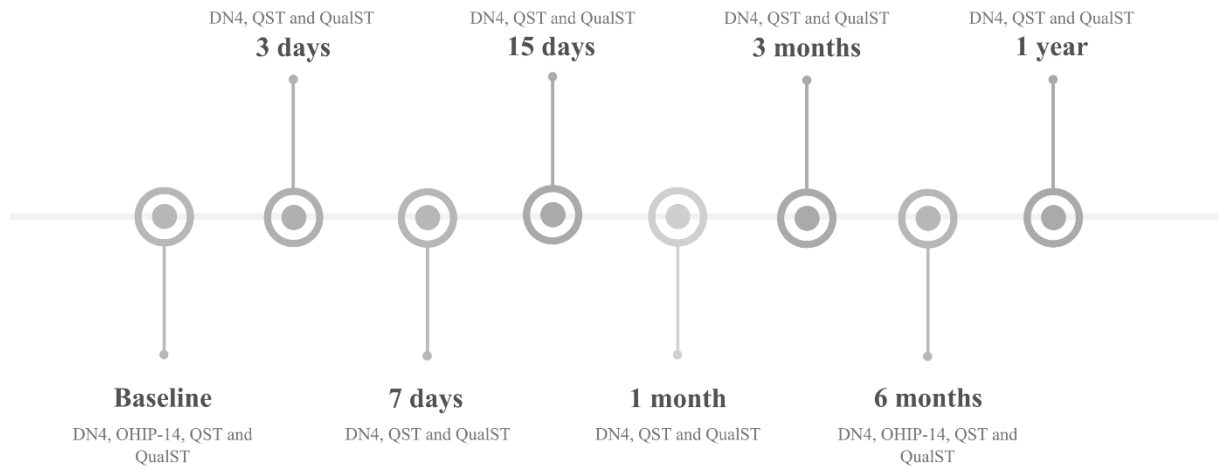 DN4, QST and QualST
3 days
DN4, QST and QualST
15 days
DN4, QST and QualST
3 months
DN4, QST and QualST
1 year
Baseline
DN4, OHIP-14, QST and
QualST
7 days
DN4, QST and QualST
1 month
DN4, QST and QualST
6 months
DN4, OHIP-14, QST and
QualST